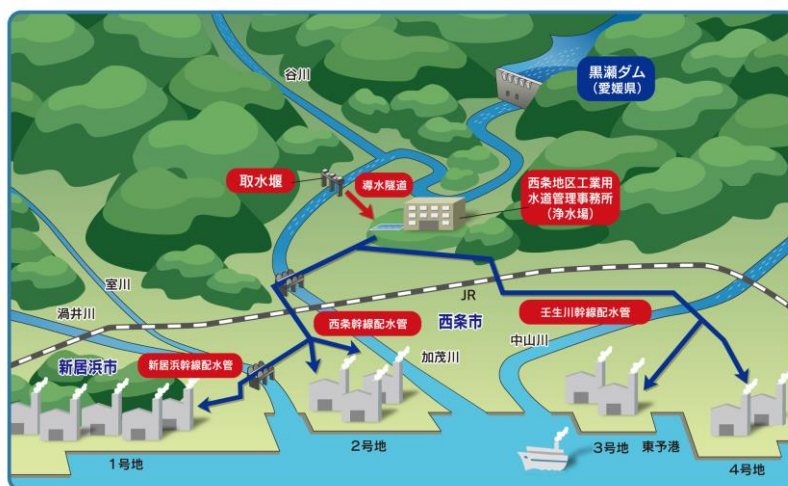 谷川
黒瀬ダム
（愛媛県）
取水堰
導水隧道
西条地区工業用
水道管理事務所
（浄水場）
室川
渦井川
JR
西条幹線配水管
西条市
壬生川幹線配水管
中山川
加茂川
新居浜市
新居浜幹線配水管
1号地
2号地
3号地
東予港
4号地